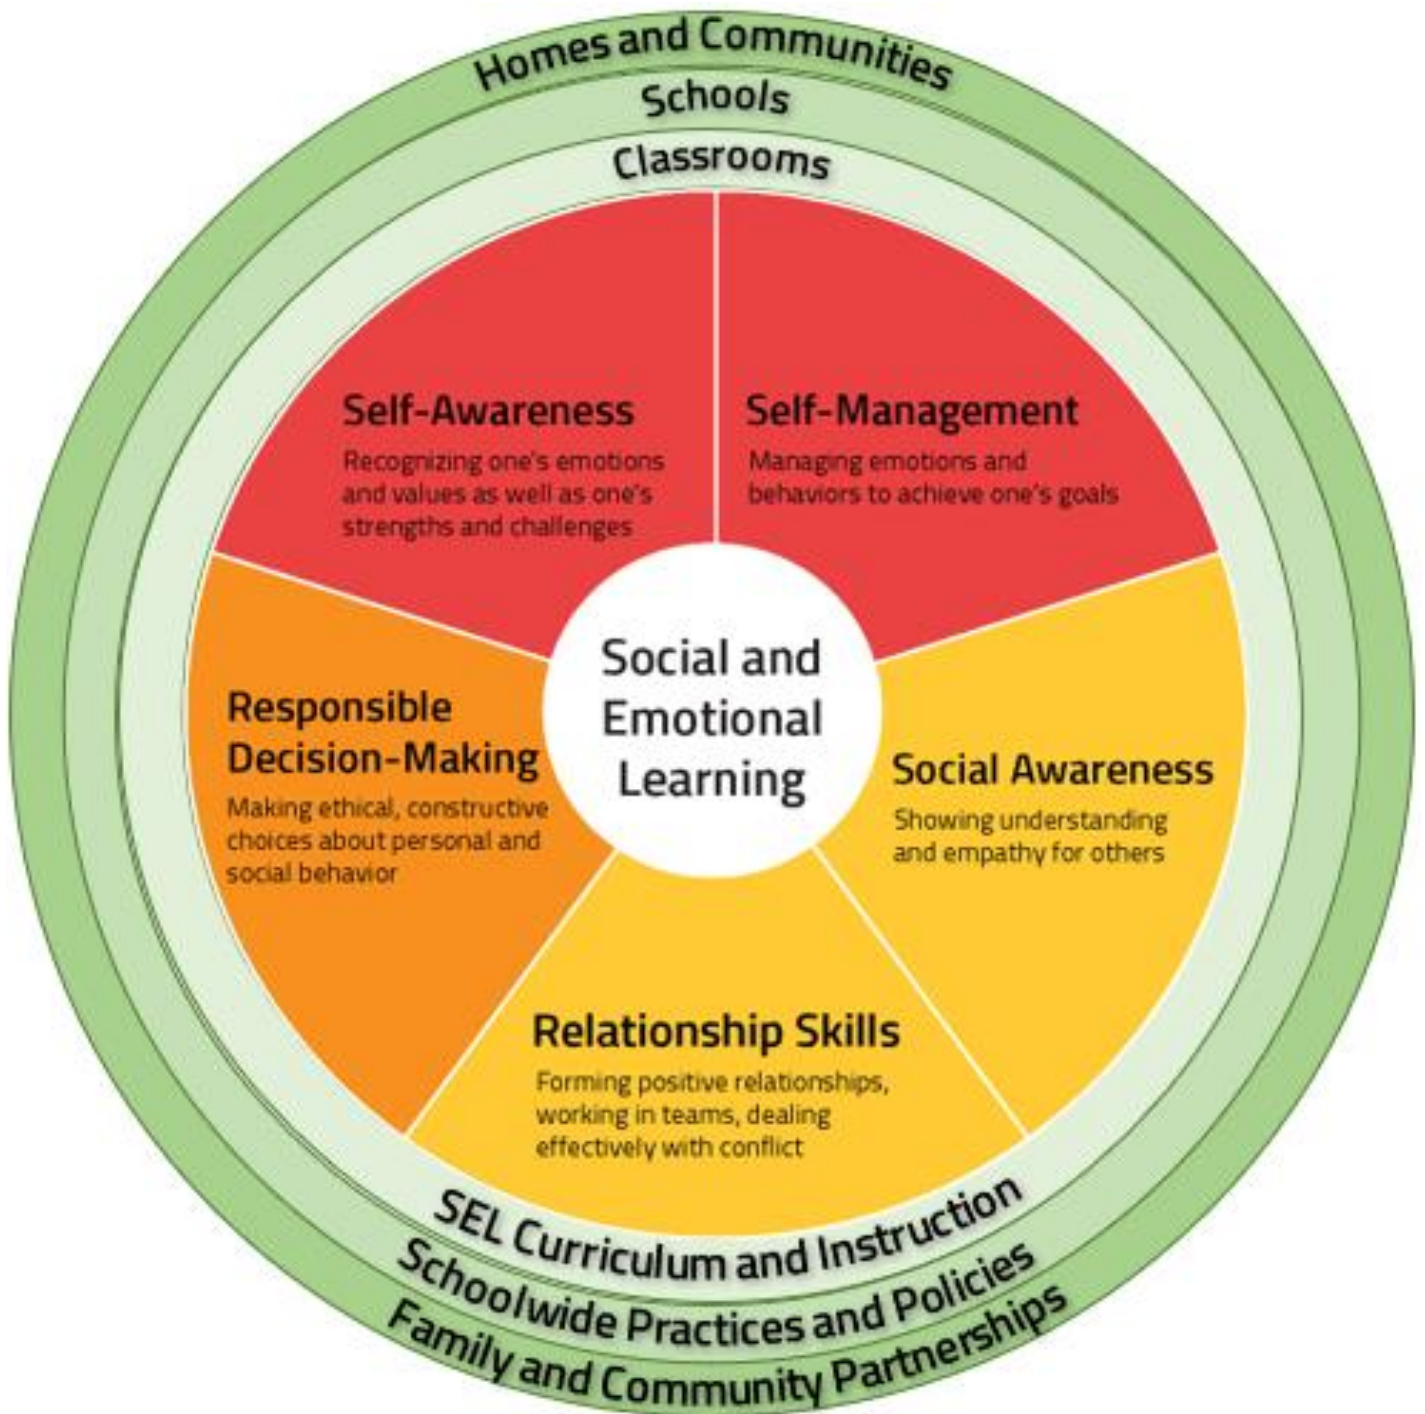 Homes and Communities
Schools
Classrooms
Self-Awareness
Recognizing one's emotions
and values as well as one's
strengths and challenges
Self-Management
Managing emotions and
behaviors to achieve one's goals
Social and
Emotional
Learning
Responsible
Decision-Making
Making ethical, constructive
choices about personal and
social behavior
Social Awareness
Showing understanding
and empathy for others
Relationship Skills
Forming positive relationships,
working in teams, dealing
effectively with conflict
SEL Curriculum and Instruction
Schoolwide Practices and Policies
Family and Community Partnerships